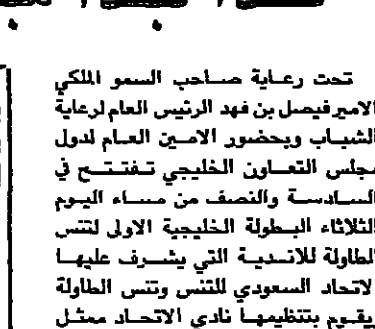 تحت رعاية صاحب السمو الملكي
الامير فيصل بن فهد الرئيس العام لرعاية
الشباب وبحضور الامين العام لدول
مجلس التعاون الخليجي تفتتح في
السادسة والنصف من مساء اليوم
الثلاثاء البطولة الخليجية الاولى لتنس
الطاولة للاندية التي يشرف عليها
الاتحاد السعودي للتنس وتنس الطاولة
يقوم بتنظيمها نادي الاتحاد ممثل